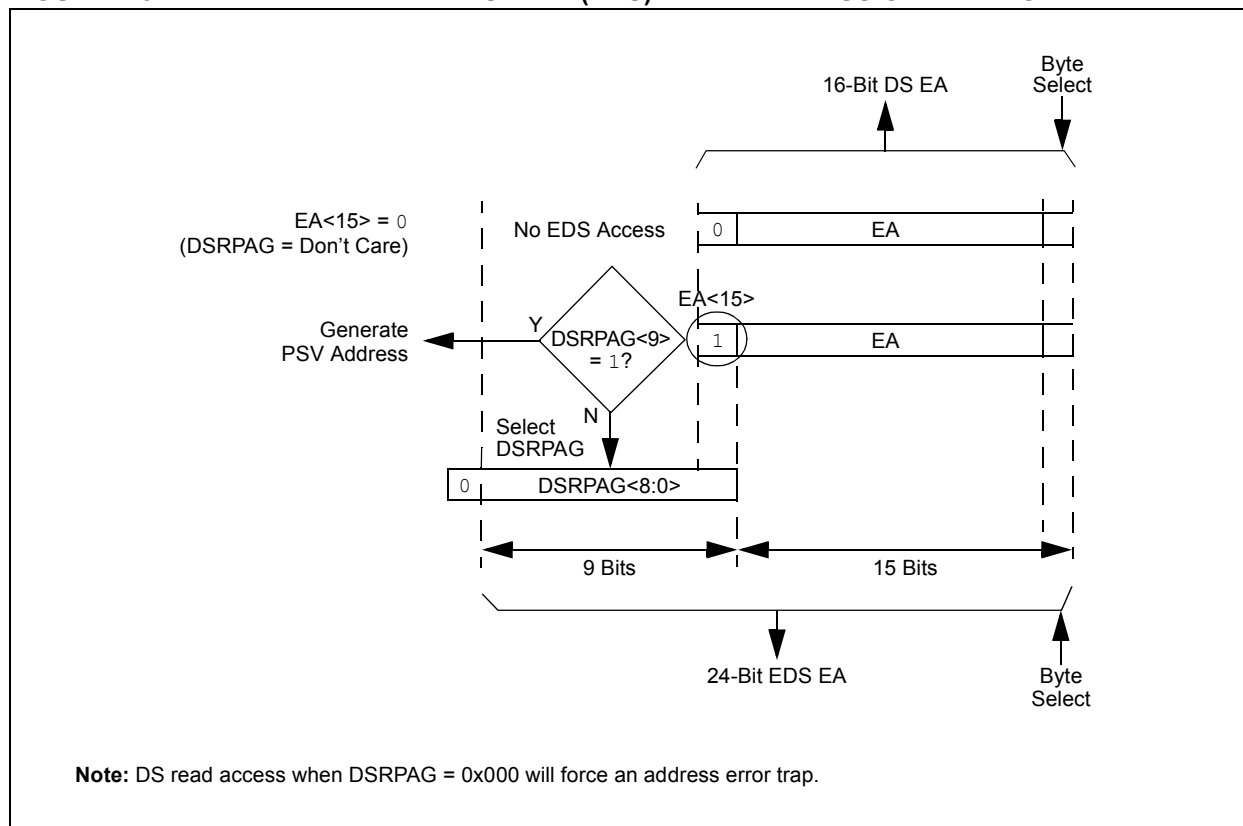 16-Bit DS EA
Byte
Select
EA<15> = 0
(DSRPAG = Don't Care)
No EDS Access
0
EA
EA<15>
Generate
PSV Address
Y
DSRPAG<9>
= 1?
1
EA
N
Select
DSRPAG
0
DSRPAG<8:0>
9 Bits
15 Bits
24-Bit EDS EA
Byte
Select
Note: DS read access when DSRPAG = 0x000 will force an address error trap.